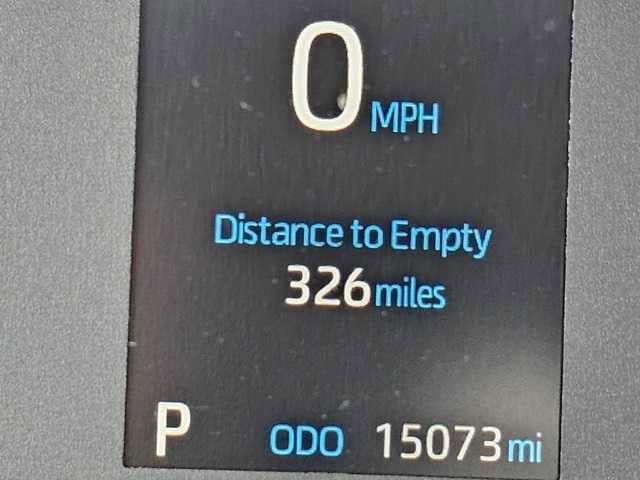 0 MPH
Distance to Empty
326 miles
P ODO 15073 mi